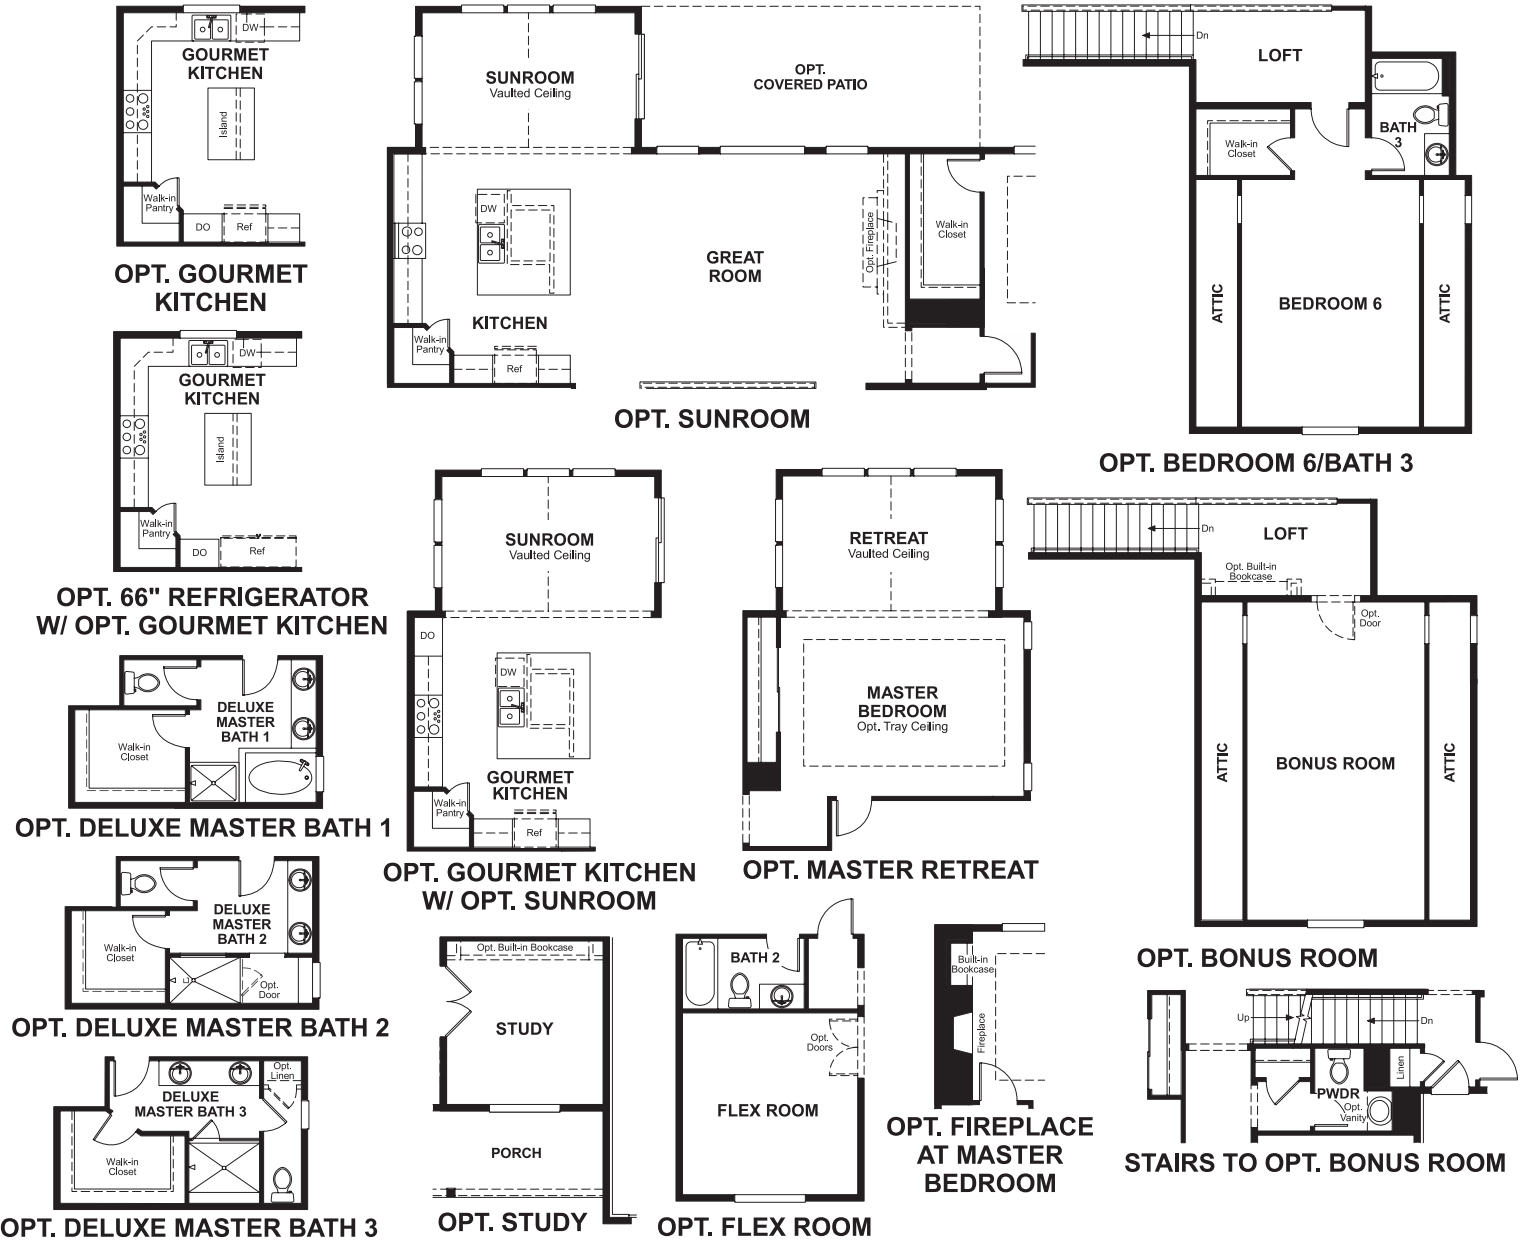 DW
GOURMET
KITCHEN
Island
Walk-in
Pantry
DO
Ref
OPT. GOURMET
KITCHEN
DW
GOURMET
KITCHEN
Island
Walk-in
Pantry
DO
Ref
OPT. 66" REFRIGERATOR
W/ OPT. GOURMET KITCHEN
DELUXE
MASTER
BATH 1
Walk-in
Closet
OPT. DELUXE MASTER BATH 1
DELUXE
MASTER
BATH 2
Walk-in
Closet
Opt.
Door
OPT. DELUXE MASTER BATH 2
Opt.
Linen
DELUXE
MASTER BATH 3
Walk-in
Closet
OPT. DELUXE MASTER BATH 3
SUNROOM
Vaulted Ceiling
OPT.
COVERED PATIO
DW
Opt. Fireplace
Walk-in
Closet
GREAT
ROOM
KITCHEN
Walk-in
Pantry
Ref
OPT. SUNROOM
SUNROOM
Vaulted Ceiling
DO
DW
GOURMET
KITCHEN
Walk-in
Pantry
Ref
OPT. GOURMET KITCHEN
W/ OPT. SUNROOM
RETREAT
Vaulted Ceiling
MASTER
BEDROOM
Opt. Tray Ceiling
OPT. MASTER RETREAT
Opt. Built-in Bookcase
STUDY
PORCH
OPT. STUDY
BATH 2
Opt.
Doors
FLEX ROOM
OPT. FLEX ROOM
Built-in
Bookcase
Fireplace
OPT. FIREPLACE
AT MASTER
BEDROOM
Dn
LOFT
BATH
3
Walk-in
Closet
ATTIC
BEDROOM 6
ATTIC
OPT. BEDROOM 6/BATH 3
Dn
LOFT
Opt. Built-in
Bookcase
Opt.
Door
ATTIC
BONUS ROOM
ATTIC
OPT. BONUS ROOM
Up
Dn
Linen
PWDR
Opt.
Vanity
STAIRS TO OPT. BONUS ROOM